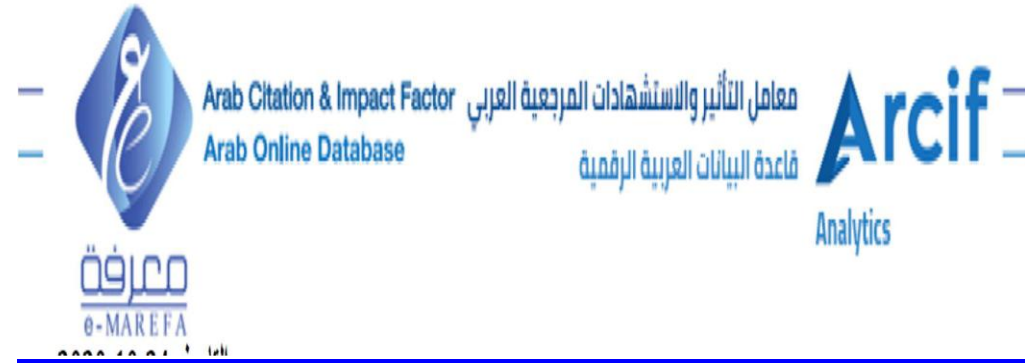 Arab Citation & Impact Factor معامل التأثير والاستشهادات المرجعية العربي
Arab Online Database قاعدة البيانات العربية الرقمية
Arcif
Analytics
معرفة
e-MAREFA